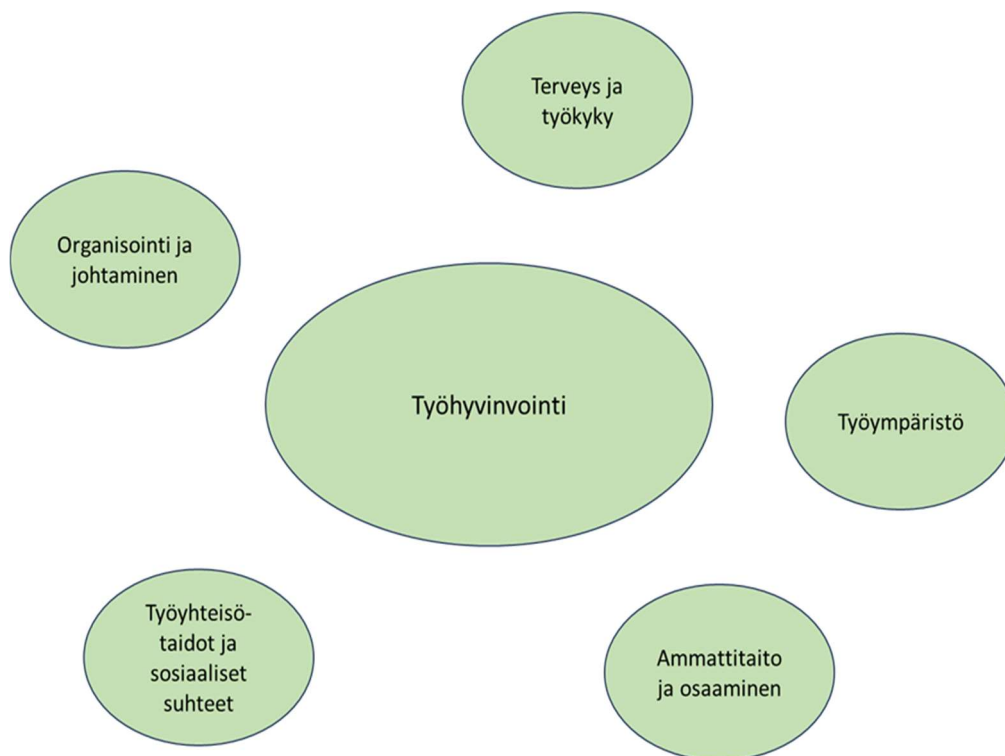 Terveys ja
työkyky
Organisointi ja
johtaminen
Työhyvinvointi
Työympäristö
Työyhteisö-
taidot ja
sosiaaliset
suhteet
Ammattitaito
ja osaaminen